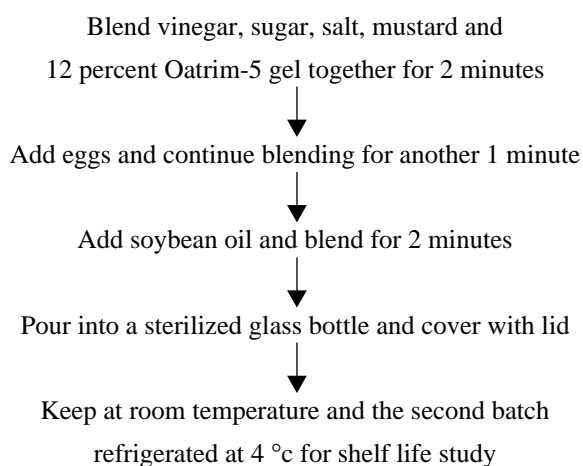 Blend vinegar, sugar, salt, mustard and
12 percent Oatrim-5 gel together for 2 minutes
Add eggs and continue blending for another 1 minute
Add soybean oil and blend for 2 minutes
Pour into a sterilized glass bottle and cover with lid
Keep at room temperature and the second batch
refrigerated at 4 °c for shelf life study